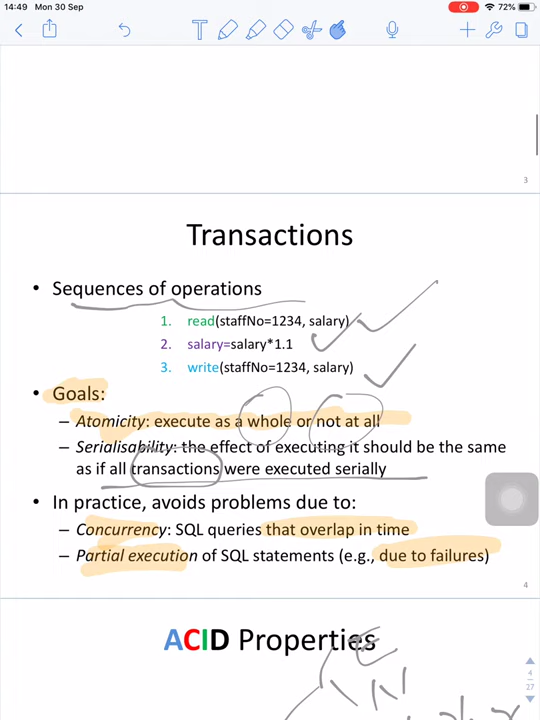 14:49 Mon 30 Sep
72%
3
Transactions
• Sequences of operations
1. read(staffNo=1234, salary)
2. salary=salary*1.1
3. write(staffNo=1234, salary)
• Goals:
– Atomicity: execute as a whole or not at all
– Serialisability: the effect of executing it should be the same
as if all transactions were executed serially
• In practice, avoids problems due to:
– Concurrency: SQL queries that overlap in time
– Partial execution of SQL statements (e.g., due to failures)
4
ACID Properties
4
27